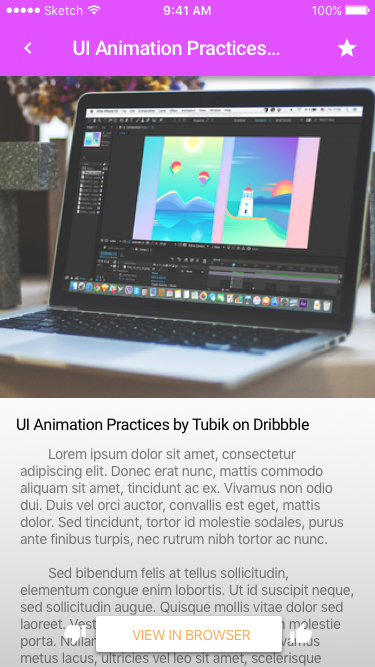 Sketch 9:41 AM 100%
UI Animation Practices...
UI Animation Practices by Tubik on Dribbble
Lorem ipsum dolor sit amet, consectetur
adipiscing elit. Donec erat nunc, mattis commodo
aliquam sit amet, tincidunt ac ex. Vivamus non odio
dui. Duis vel orci auctor, convallis est eget, mattis
dolor. Sed tincidunt, tortor id molestie sodales, purus
ante finibus turpis, nec rutrum nibh tortor ac nunc.
Sed bibendum felis at tellus sollicitudin,
elementum congue enim lobortis. Ut id suscipit neque,
sed sollicitudin augue. Quisque mollis vitae dolor sed
laoreet. molestie
porta.
VIEW IN BROWSER
metus lacus, ultricies vel leo sit amet, scelerisque